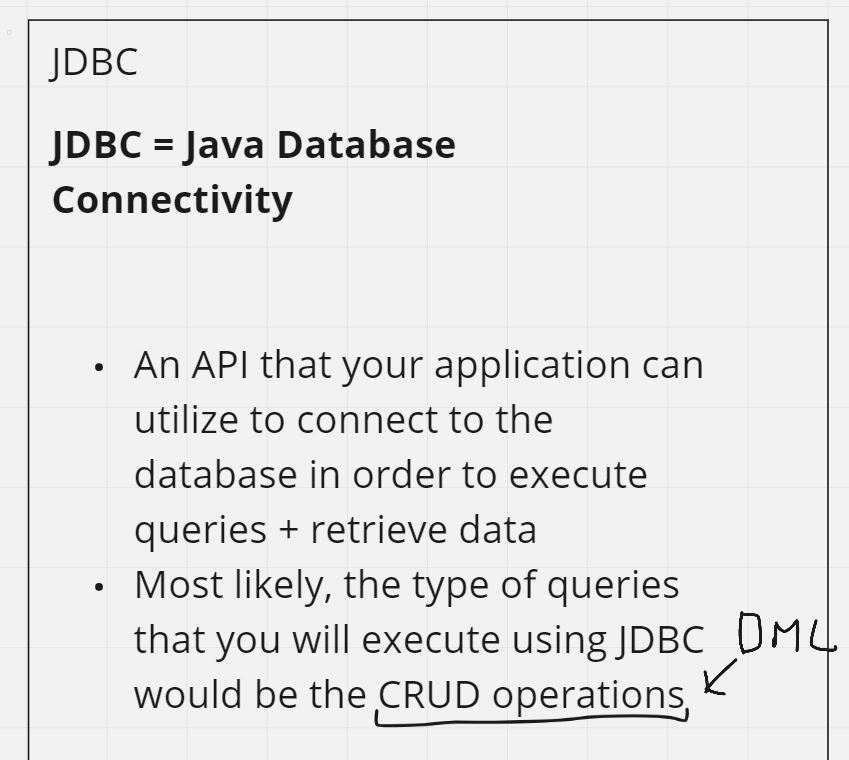 JDBC
JDBC = Java Database
Connectivity
• An API that your application can
utilize to connect to the
database in order to execute
queries + retrieve data
• Most likely, the type of queries
that you will execute using JDBC
DML
would be the CRUD operations